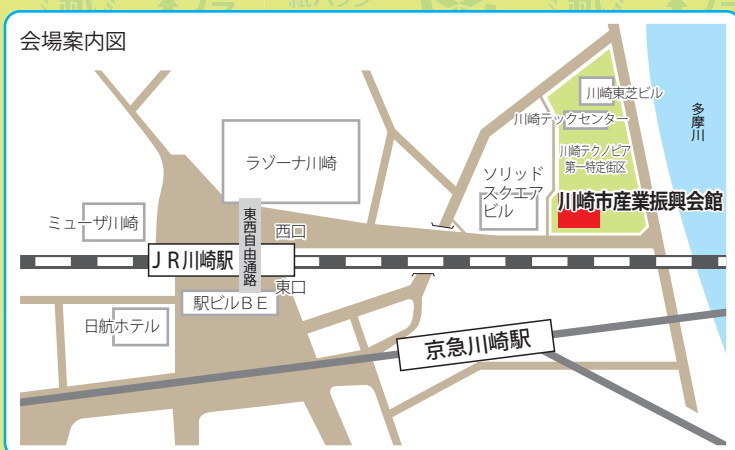 会場案内図
川崎東芝ビル
川崎テックセンター
多摩川
川崎テクノピア
第一特定街区
ラゾーナ川崎
ソリッド
スクエア
ビル
川崎市産業振興会館
ミューザ川崎
東西自由通路
西口
JR川崎駅
東口
駅ビルBE
日航ホテル
京急川崎駅